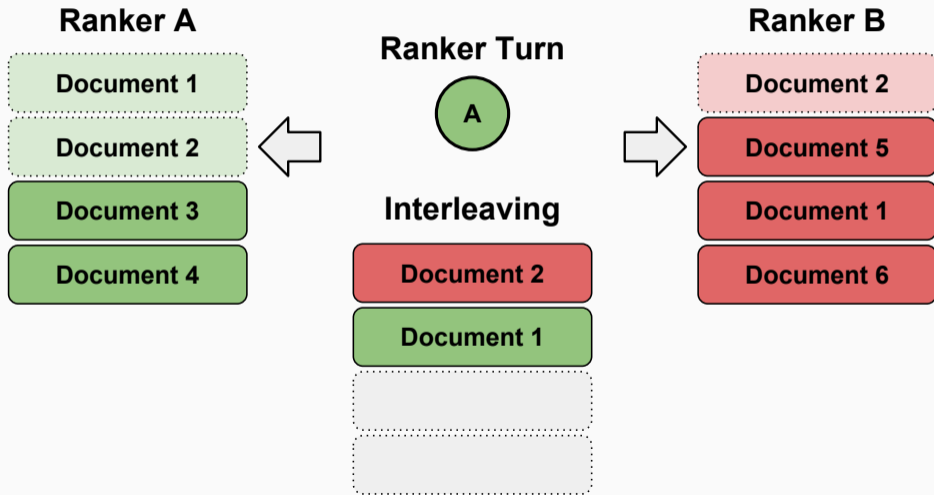 Ranker A
Document 1
Document 2
Document 3
Document 4
Ranker Turn
A
Interleaving
Document 2
Document 1
Ranker B
Document 2
Document 5
Document 1
Document 6